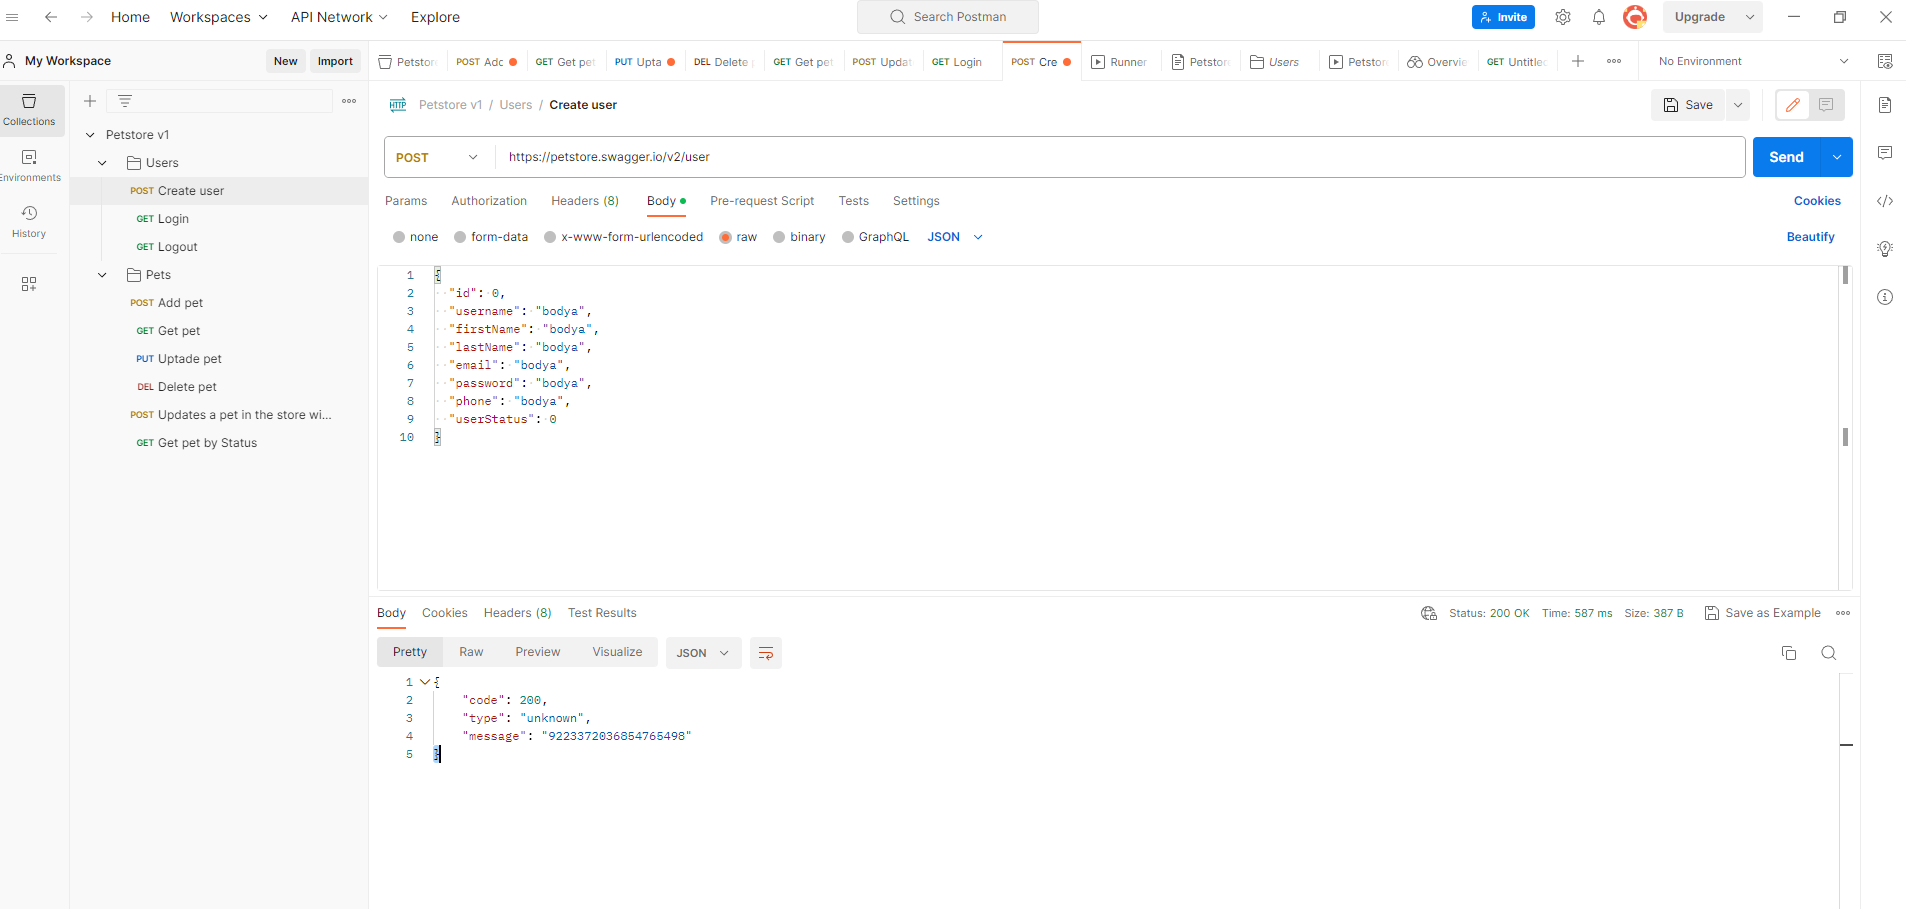 Home Workspaces API Network Explore Search Postman Invite Upgrade
My Workspace New Import Petstor POST Adc GET Get pet PUT Upta DEL Delete GET Get pet POST Updat GET Login POST Cre Runner Petstor Users Petstor Overvie GET Untitled No Environment
Collections
Environments
History
Petstore v1
Users
POST Create user
GET Login
GET Logout
Pets
POST Add pet
GET Get pet
PUT Uptade pet
DEL Delete pet
POST Updates a pet in the store wi...
GET Get pet by Status
HTTP Petstore v1 / Users / Create user Save
POST https://petstore.swagger.io/v2/user Send
Params Authorization Headers (8) Body Pre-request Script Tests Settings Cookies
none form-data x-www-form-urlencoded raw binary GraphQL JSON Beautify
1 {
2 "id": 0,
3 "username": "bodya",
4 "firstName": "bodya",
5 "lastName": "bodya",
6 "email": "bodya",
7 "password": "bodya",
8 "phone": "bodya",
9 "userStatus": 0
10 }
Body Cookies Headers (8) Test Results Status: 200 OK Time: 587 ms Size: 387 B Save as Example
Pretty Raw Preview Visualize JSON
1 {
2 "code": 200,
3 "type": "unknown",
4 "message": "9223372036854765498"
5 }